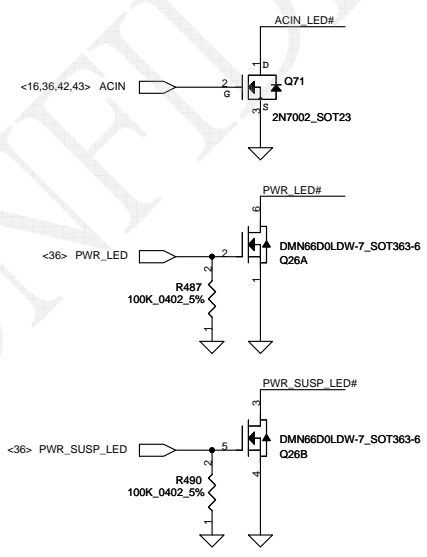 ACIN_LED#
1 D
Q71
<16,36,42,43> ACIN
2
G
S
3
2N7002_SOT23
PWR_LED#
6
DMN66D0LDW-7_SOT363-6
<36> PWR_LED
2
Q26A
2
R487
100K_0402_5%
1
1
PWR_SUSP_LED#
3
DMN66D0LDW-7_SOT363-6
<36> PWR_SUSP_LED
5
Q26B
2
4
R490
100K_0402_5%
1